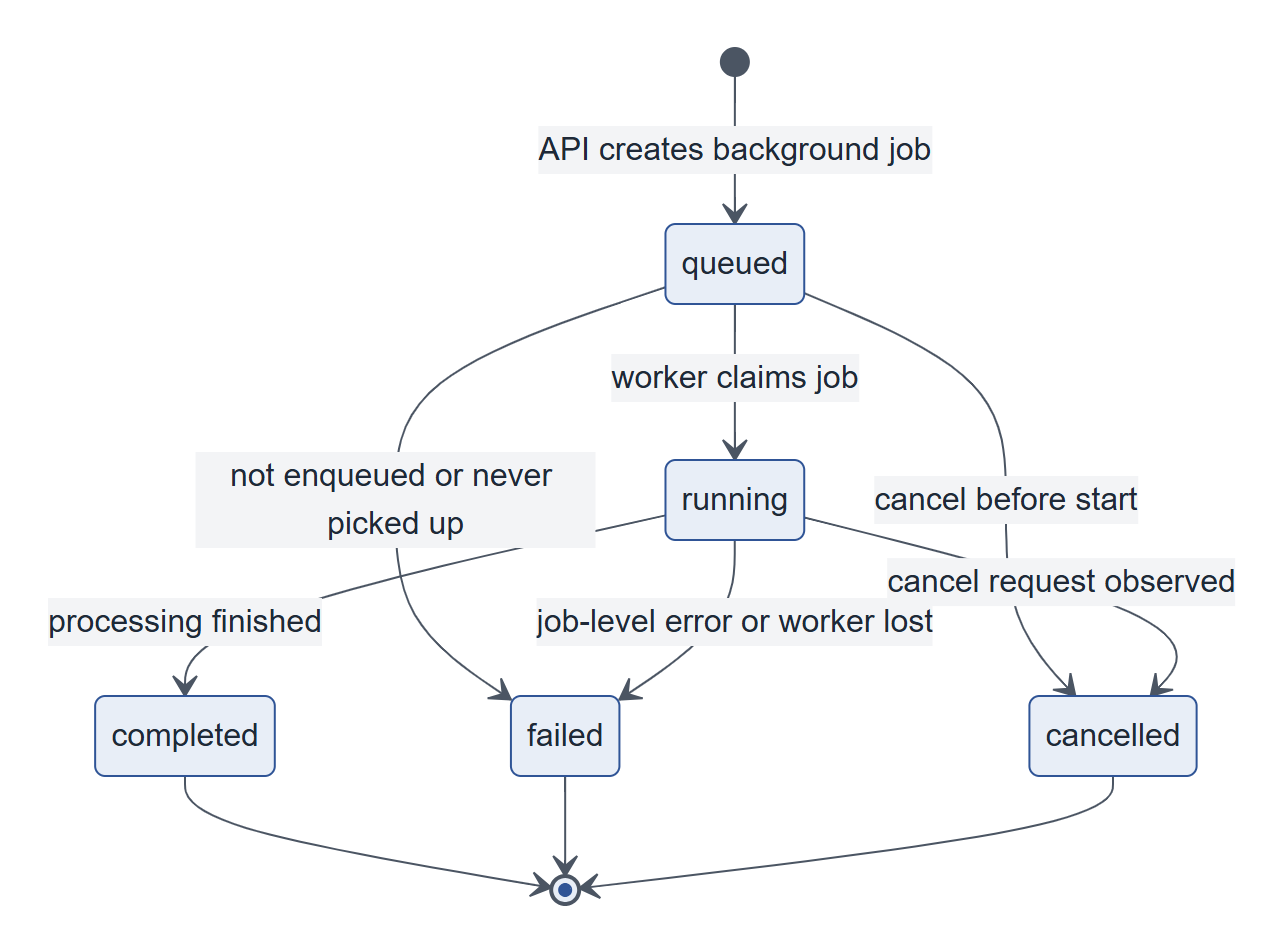 API creates background job
queued
worker claims job
not enqueued or never
picked up
running
cancel before start
cancel request observed
processing finished
job-level error or worker lost
completed
failed
cancelled